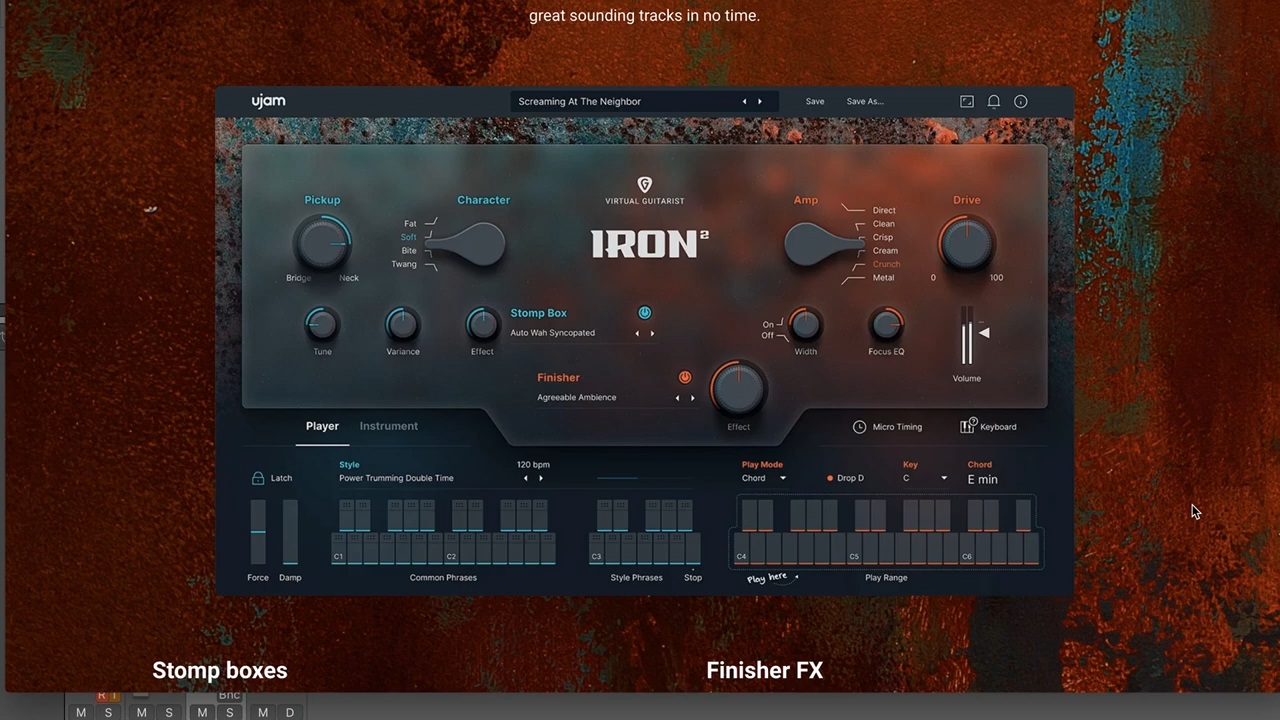 great sounding tracks in no time.
ujam
Screaming At The Neighbor
Save
Save As...
Pickup
Character
VIRTUAL GUITARIST
IRON²
Amp
Drive
Fat
Soft
Bite
Twang
Direct
Clean
Crisp
Cream
Crunch
Metal
Bridge
Neck
0
100
Tune
Variance
Effect
Stomp Box
Auto Wah Syncopated
On
Off
Width
Focus EQ
Volume
Finisher
Agreeable Ambience
Effect
Player
Instrument
Micro Timing
Keyboard
Latch
Style
Power Trumming Double Time
120 bpm
Play Mode
Chord
Drop D
Key
C
Chord
E min
C1
C2
C3
C4
C5
C6
Force
Damp
Common Phrases
Style Phrases
Stop
Play here
Play Range
Stomp boxes
Finisher FX
R I
Bnc
M S M S M S M D